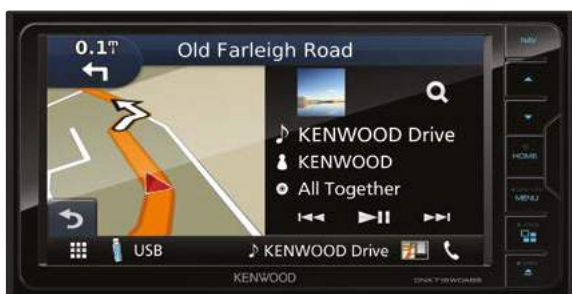 0.1
Old Farleigh Road
KENWOOD Drive
KENWOOD
All Together
USB
KENWOOD Drive
KENWOOD
NAV
HOME
MENU